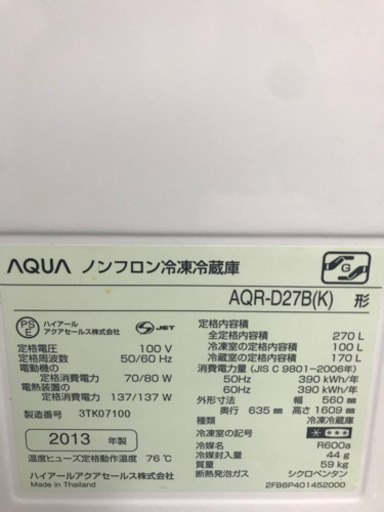 AQUA ノンフロン冷凍冷蔵庫
G
AQR-D27B(K) 形
PS
E
ハイアール
アクアセールス株式会社
JET
定格電圧 100 V
定格周波数 50/60 Hz
電動機の
定格消費電力 70/80 W
電熱装置の
定格消費電力 137/137 W
製造番号 3TK07100
2013 年製
温度ヒューズ定格動作温度 76℃
ハイアールアクアセールス株式会社
Made in Thailand
定格内容積
全定格内容積 270 L
冷凍室の定格内容積 100 L
冷蔵室の定格内容積 170 L
消費電力量(JIS C 9801-2006年)
50Hz 390 kWh/年
60Hz 390 kWh/年
外形寸法 幅 560 mm
奥行 635 mm 高さ 1609 mm
種類 冷凍冷蔵庫
冷凍室の記号 ****
冷媒名 R600a
冷媒封入量 44 g
質量 59 kg
断熱発泡ガス シクロペンタン
2FB6P401452000